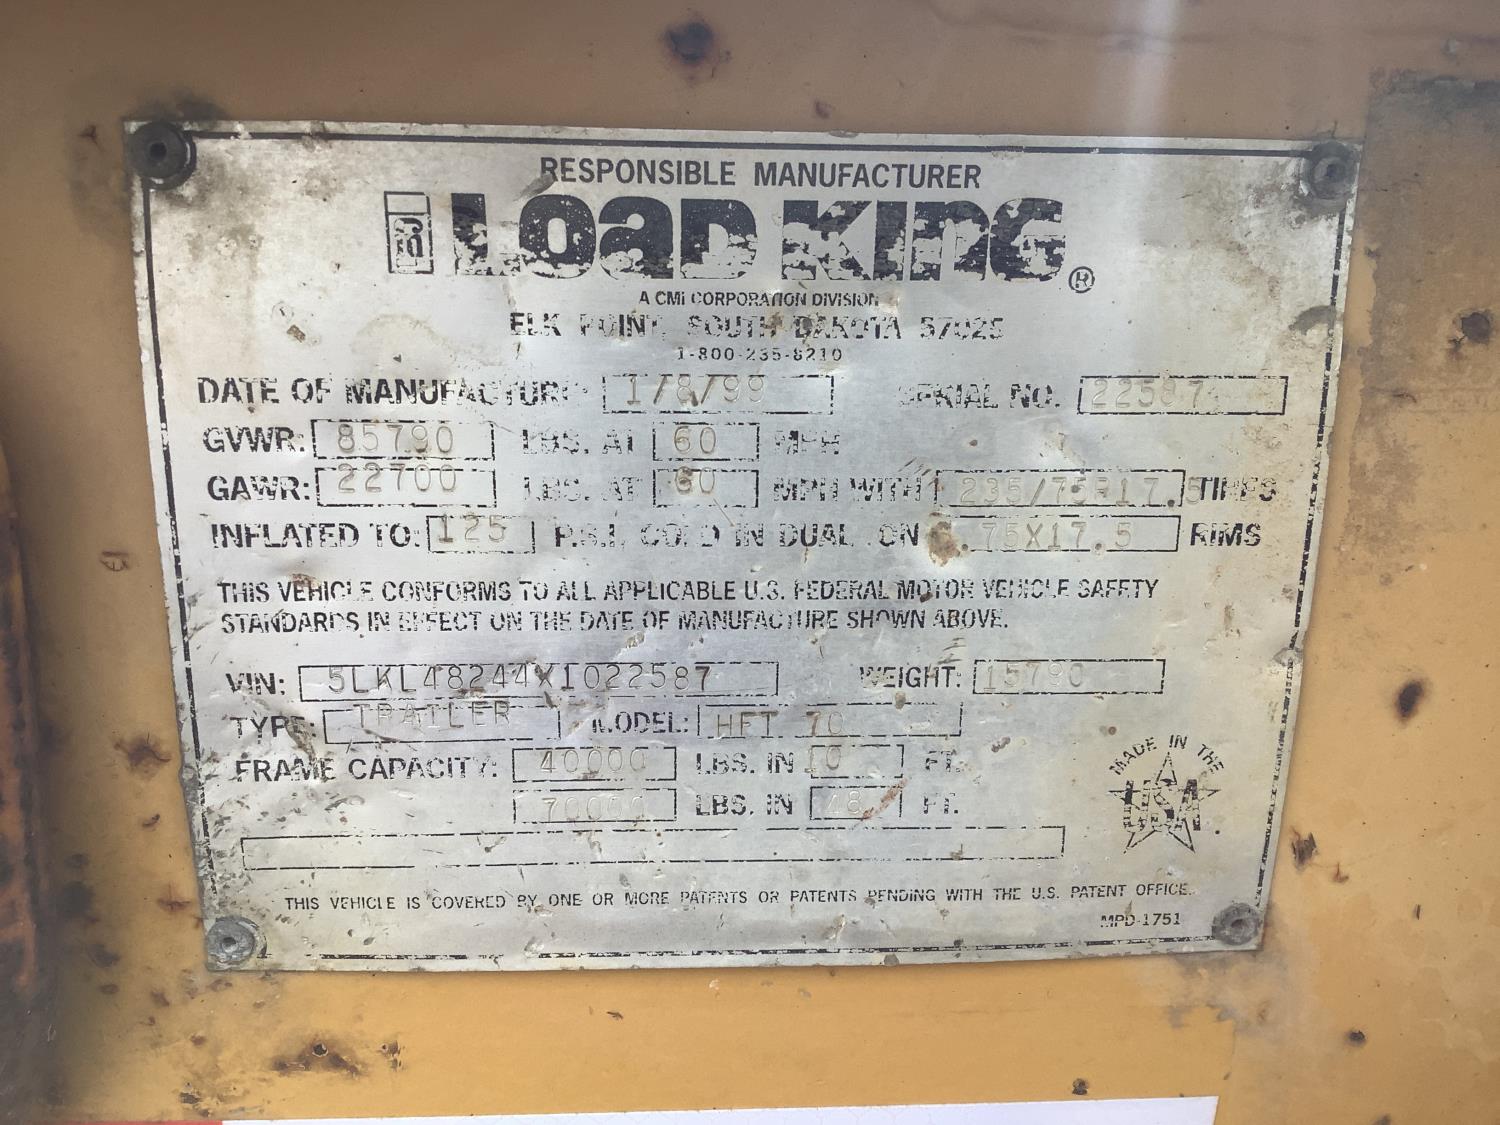 RESPONSIBLE MANUFACTURER
LOAD KING ®
A CMI CORPORATION DIVISION
ELK POINT, SOUTH DAKOTA 57025
1-800-235-8210
DATE OF MANUFACTURE: 1/8/99 SERIAL NO. 22587
GVWR: 85790 LBS. AT 60 MPH
GAWR: 22700 LBS. AT 60 MPH WITH 235/75R17.5 TIRES
INFLATED TO: 125 P.S.I. COLD IN DUAL ON 6.75X17.5 RIMS
THIS VEHICLE CONFORMS TO ALL APPLICABLE U.S. FEDERAL MOTOR VEHICLE SAFETY
STANDARDS IN EFFECT ON THE DATE OF MANUFACTURE SHOWN ABOVE.
VIN: 5LKL48244X1022587 WEIGHT: 15790
TYPE: TRAILER MODEL: HFT 70
FRAME CAPACITY: 40000 LBS. IN 10 FT.
70000 LBS. IN 48 FT.
MADE IN THE
USA
THIS VEHICLE IS COVERED BY ONE OR MORE PATENTS OR PATENTS PENDING WITH THE U.S. PATENT OFFICE.
MPD-1751